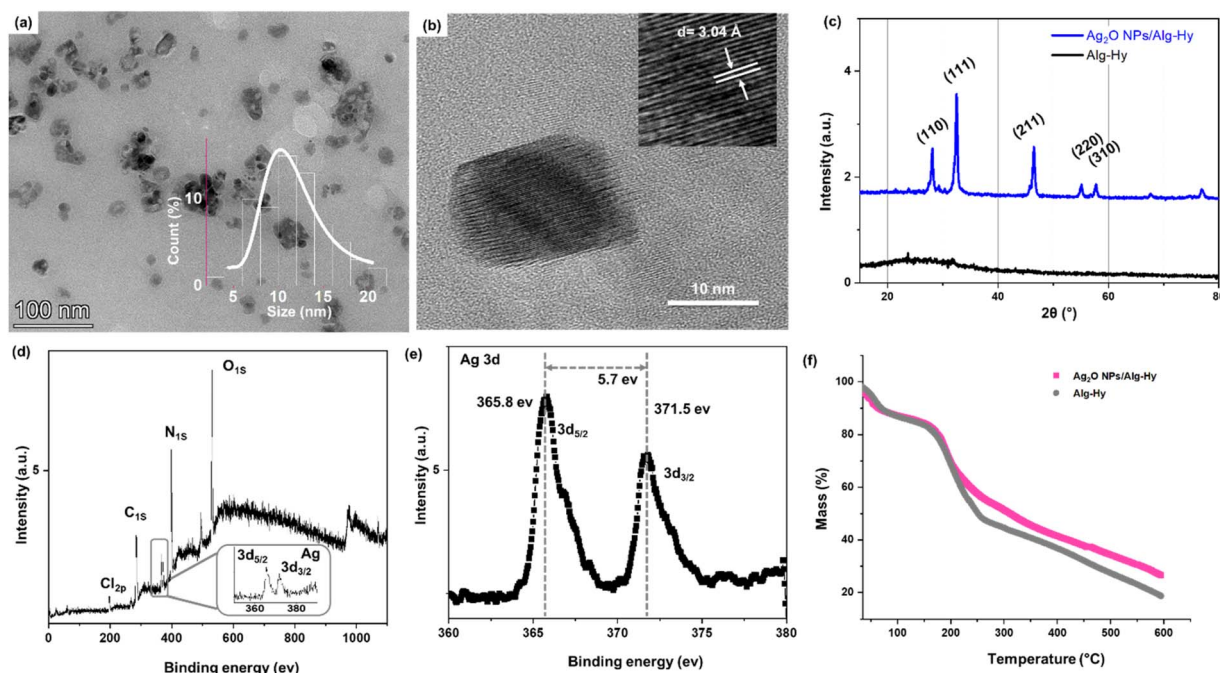 (a)
Count (%)
10
0
5 10 15 20
Size (nm)
100 nm
(b)
d= 3.04 Å
10 nm
(c)
Ag₂O NPs/Alg-Hy
Alg-Hy
(110)
(111)
(211)
(220)
(310)
Intensity (a.u.)
4
2
0
20 40 60 80
2θ (°)
(d)
O1S
N1S
C1S
Cl2p
Ag
3d5/2
3d3/2
360 380
Intensity (a.u.)
5
0 200 400 600 800 1000
Binding energy (ev)
(e)
Ag 3d
5.7 ev
365.8 ev
371.5 ev
3d5/2
3d3/2
Intensity (a.u.)
5
360 365 370 375 380
Binding energy (ev)
(f)
Ag₂O NPs/Alg-Hy
Alg-Hy
Mass (%)
100
80
60
40
20
100 200 300 400 500 600
Temperature (°C)